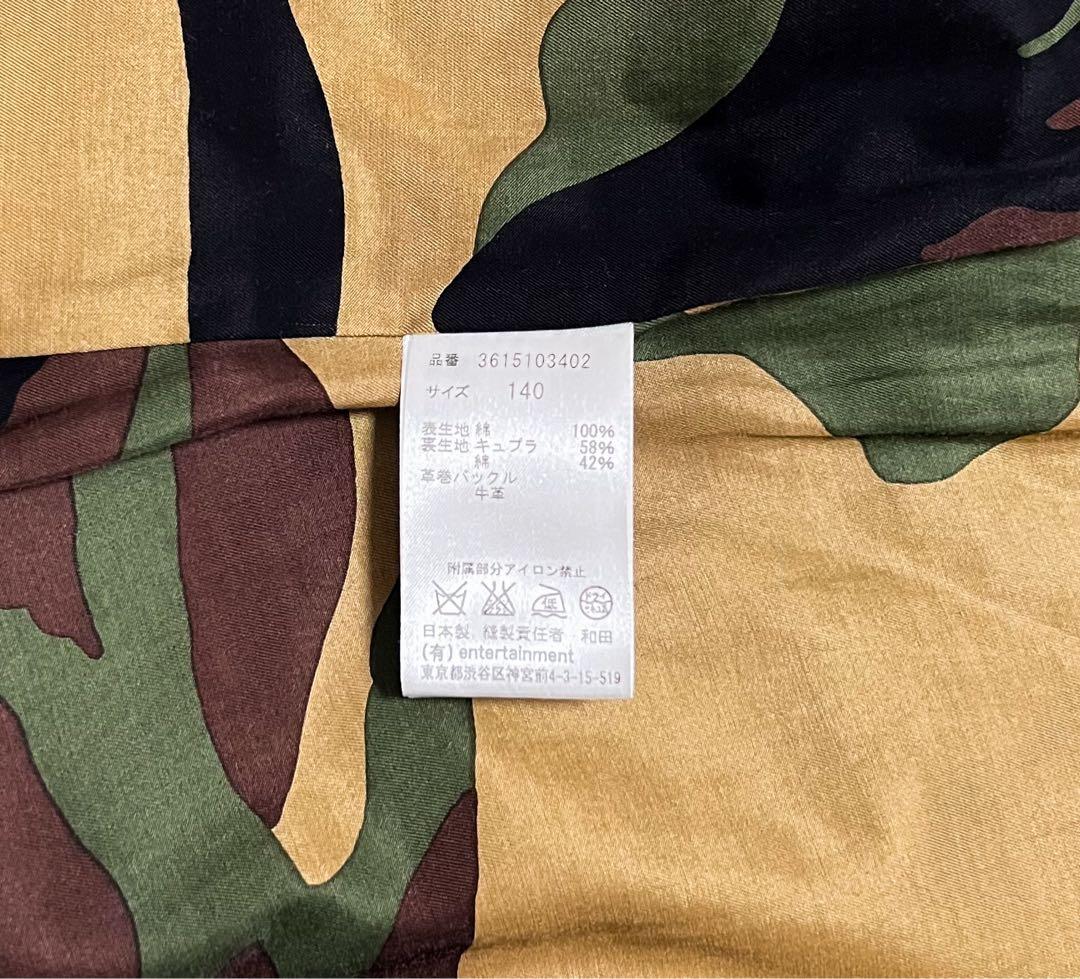 品番 3615103402
サイズ 140
表生地 綿 100%
裏生地 キュプラ 58%
綿 42%
革巻バックル
牛革
附属部分アイロン禁止
低
日本製 縫製責任者 和田
(有) entertainment
東京都渋谷区神宮前4-3-15-519